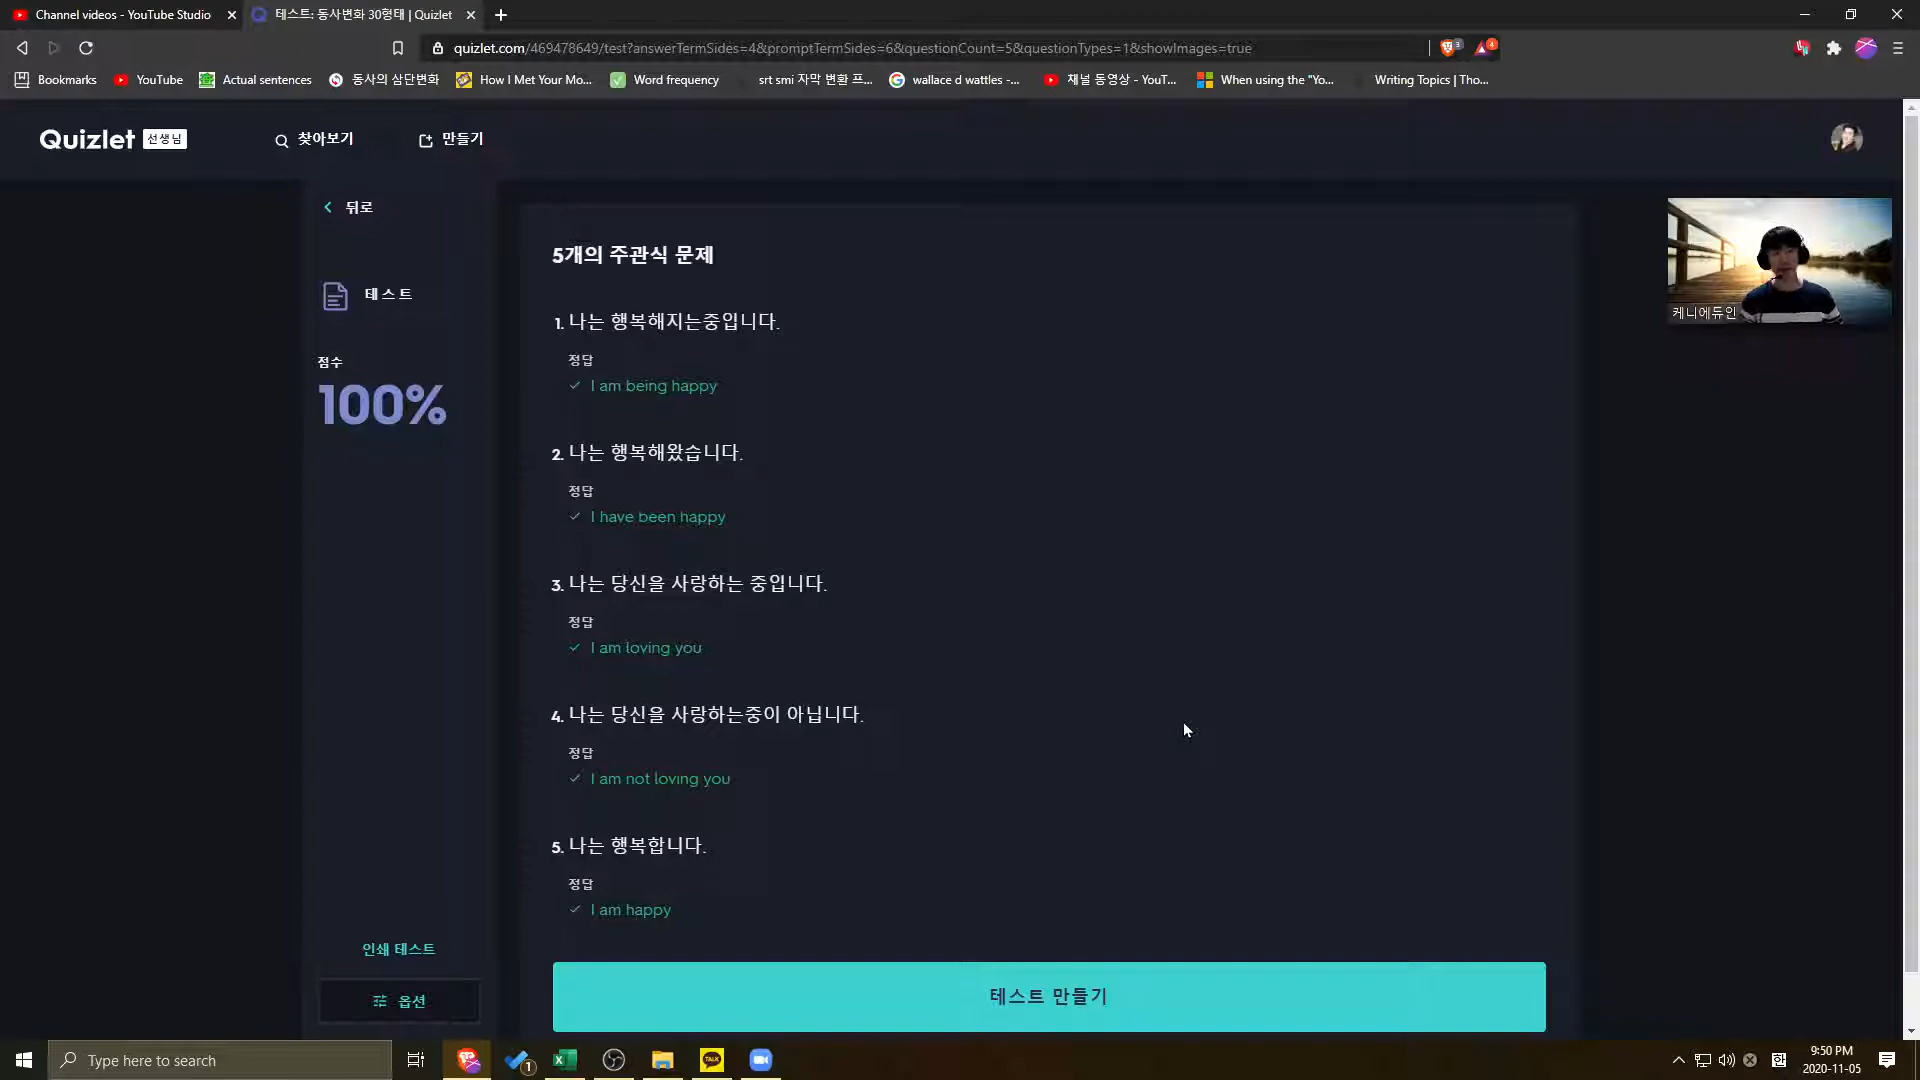 Channel videos - YouTube Studio
테스트: 동사변화 30형태 | Quizlet
quizlet.com/469478649/test?answerTermSides=4&promptTermSides=6&questionCount=5&questionTypes=1&showImages=true
3
4
Bookmarks
YouTube
Actual sentences
동사의 삼단변화
How I Met Your Mo...
Word frequency
srt smi 자막 변환 프...
wallace d wattles -...
채널 동영상 - YouT...
When using the "Yo...
Writing Topics | Tho...
Quizlet 선생님
찾아보기
만들기
뒤로
테스트
점수
100%
5개의 주관식 문제
1. 나는 행복해지는중입니다.
정답
I am being happy
2. 나는 행복해왔습니다.
정답
I have been happy
3. 나는 당신을 사랑하는 중입니다.
정답
I am loving you
4. 나는 당신을 사랑하는중이 아닙니다.
정답
I am not loving you
5. 나는 행복합니다.
정답
I am happy
케니에듀인
인쇄 테스트
옵션
테스트 만들기
Type here to search
1
TALK
9:50 PM
2020-11-05